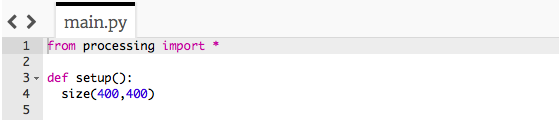 main.py
1 from processing import *
2
3 def setup():
4   size(400,400)
5